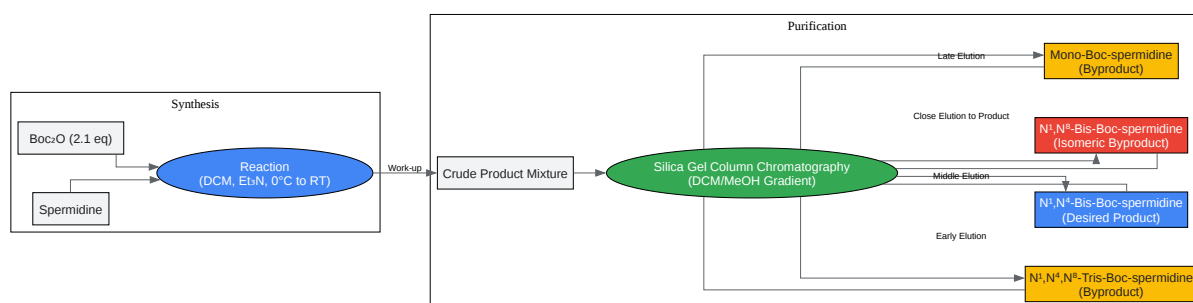 Purification
Synthesis
Boc₂O (2.1 eq)
Spermidine
Reaction
(DCM, Et₃N, 0°C to RT)
Work-up
Crude Product Mixture
Silica Gel Column Chromatography
(DCM/MeOH Gradient)
Late Elution
Mono-Boc-spermidine
(Byproduct)
Close Elution to Product
N¹,N⁸-Bis-Boc-spermidine
(Isomeric Byproduct)
Middle Elution
N¹,N⁴-Bis-Boc-spermidine
(Desired Product)
Early Elution
N¹,N⁴,N⁸-Tris-Boc-spermidine
(Byproduct)